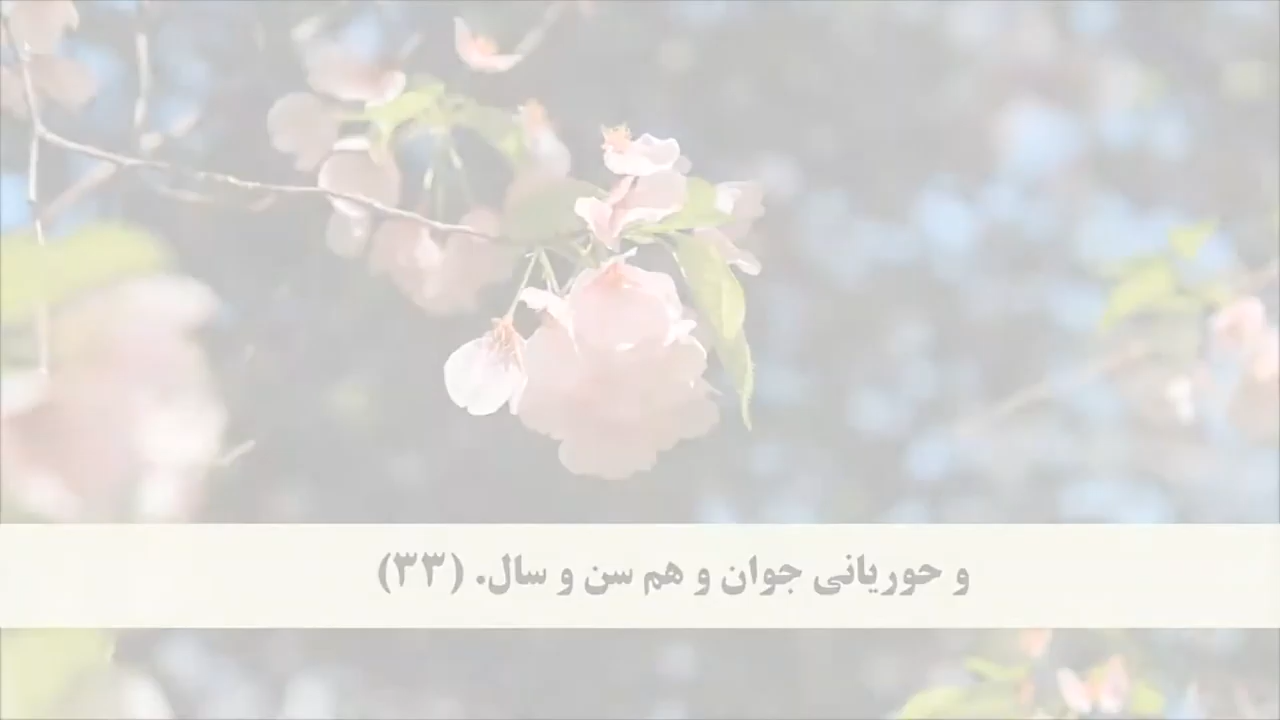 و حوریانی جوان و هم سن و سال. (۳۳)